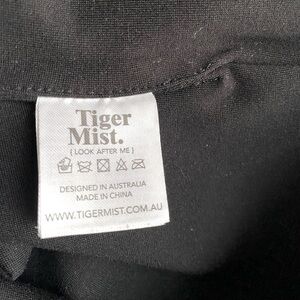 Tiger
Mist.
[ LOOK AFTER ME ]
DESIGNED IN AUSTRALIA
MADE IN CHINA
WWW.TIGERMIST.COM.AU